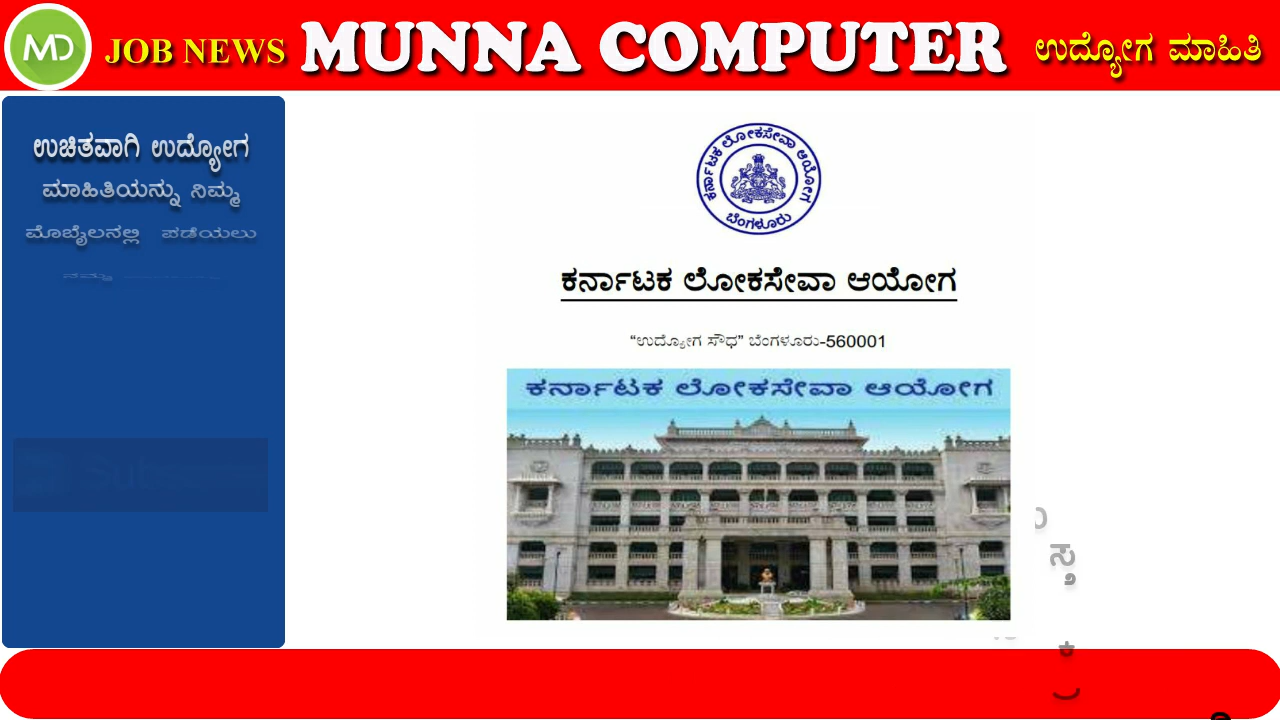 MD
JOB NEWS MUNNA COMPUTER ಉದ್ಯೋಗ ಮಾಹಿತಿ
ಉಚಿತವಾಗಿ ಉದ್ಯೋಗ
ಮಾಹಿತಿಯನ್ನು ನಿಮ್ಮ
ಮೊಬೈಲನಲ್ಲಿ ಪಡೆಯಲು
ಕರ್ನಾಟಕ ಲೋಕಸೇವಾ ಆಯೋಗ
ಬೆಂಗಳೂರು
ಕರ್ನಾಟಕ ಲೋಕಸೇವಾ ಆಯೋಗ
“ಉದ್ಯೋಗ ಸೌಧ” ಬೆಂಗಳೂರು-560001
ಕರ್ನಾಟಕ ಲೋಕಸೇವಾ ಆಯೋಗ